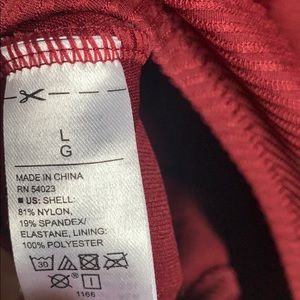 L
G
MADE IN CHINA
RN 54023
■ US: SHELL:
81% NYLON,
19% SPANDEX/
ELASTANE, LINING:
100% POLYESTER
30
1166